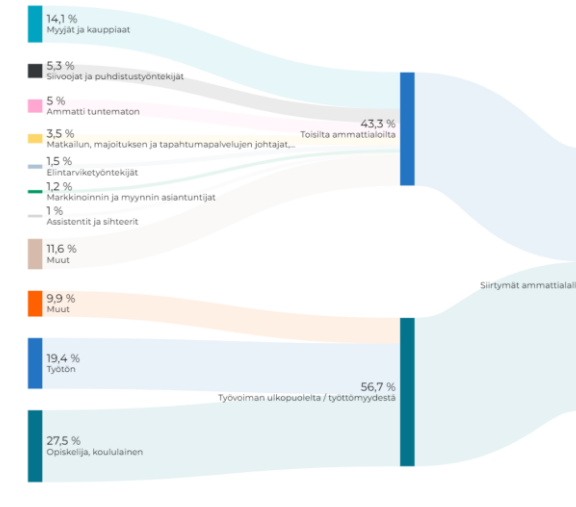 14,1 %
Myyjät ja kauppiaat
5,3 %
Siivoojat ja puhdistustyöntekijät
5 %
Ammatti tuntematon
3,5 %
Matkailun, majoituksen ja tapahtumapalvelujen johtajat,...
1,5 %
Elintarviketyöntekijät
1,2 %
Markkinoinnin ja myynnin asiantuntijat
1 %
Assistentit ja sihteerit
11,6 %
Muut
9,9 %
Muut
19,4 %
Työtön
27,5 %
Opiskelija, koululainen
43,3 %
Toisilta ammattialoilta
56,7 %
Työvoiman ulkopuolelta / työttömyydestä
Siirtymät ammattialall